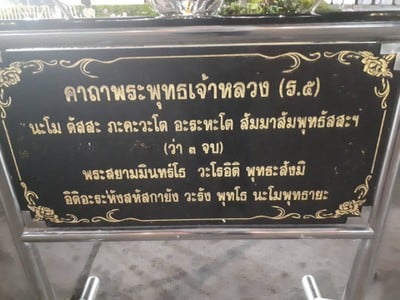 คาถาพระพุทธเจ้าหลวง (ร.๕)
นะโม ตัสสะ ภะคะวะโต อะระหะโต สัมมาสัมพุทธัสสะฯ
(ว่า ๓ จบ)
พระสยามมินทร์โธ วะโรอิติ พุทธะสังมิ
อิติอะระหังสหัสกายัง วะรัง พุทโธ นะโมพุทธายะ